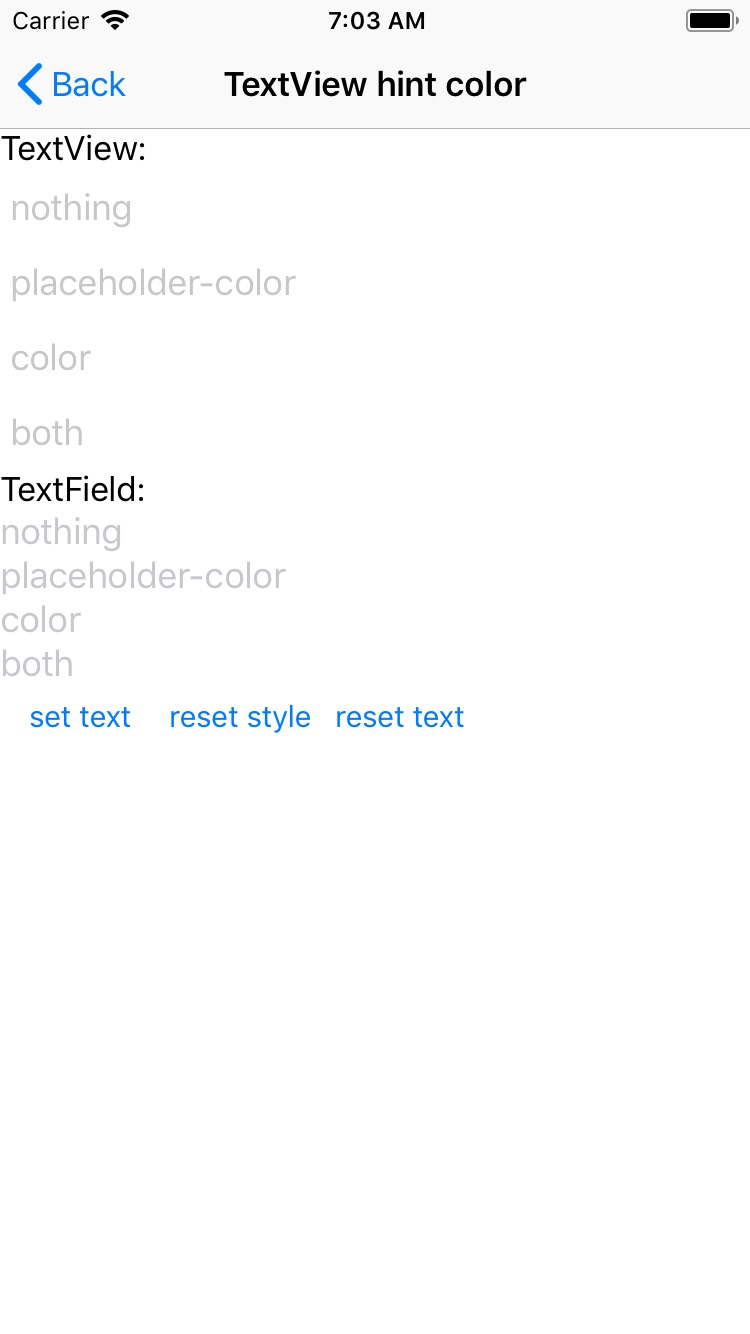 Carrier 7:03 AM
Back TextView hint color
TextView:
nothing
placeholder-color
color
both
TextField:
nothing
placeholder-color
color
both
set text reset style reset text